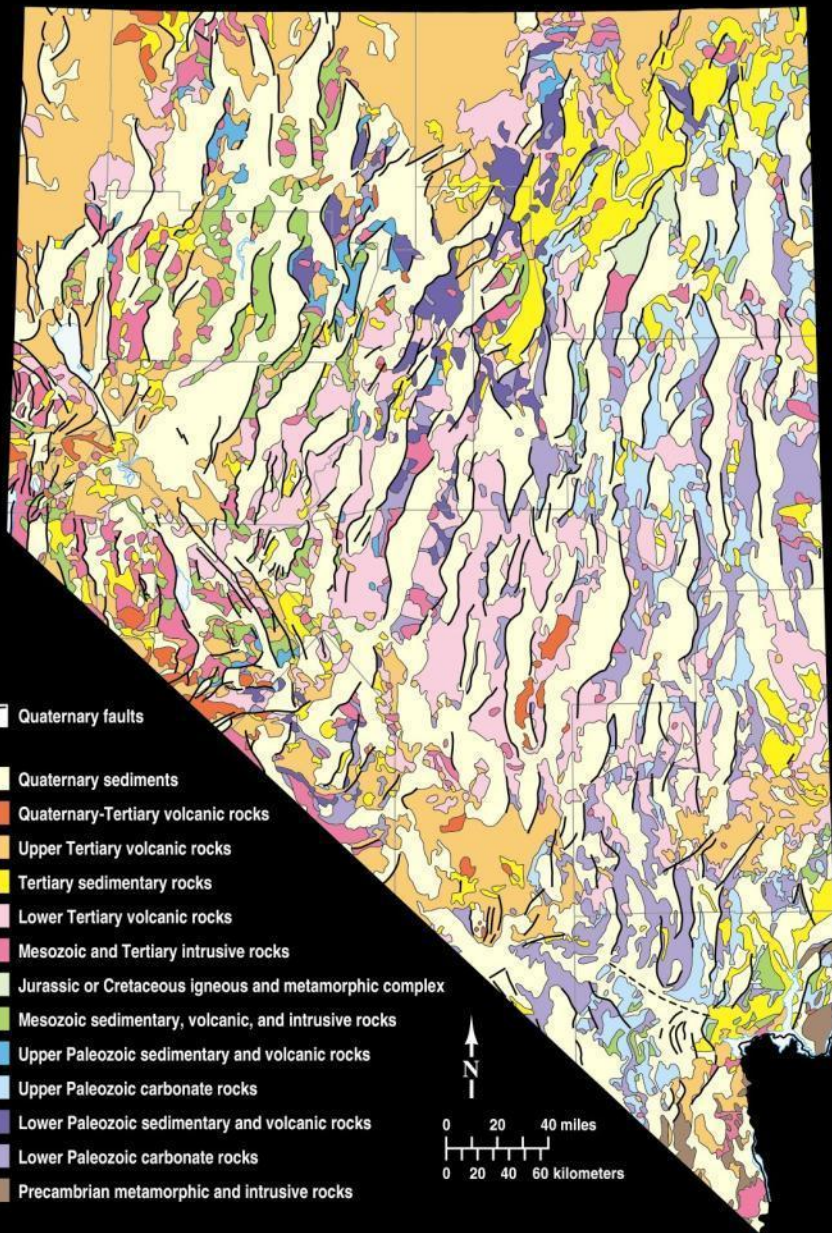 Quaternary faults
Quaternary sediments
Quaternary-Tertiary volcanic rocks
Upper Tertiary volcanic rocks
Tertiary sedimentary rocks
Lower Tertiary volcanic rocks
Mesozoic and Tertiary intrusive rocks
Jurassic or Cretaceous igneous and metamorphic complex
Mesozoic sedimentary, volcanic, and intrusive rocks
Upper Paleozoic sedimentary and volcanic rocks
Upper Paleozoic carbonate rocks
Lower Paleozoic sedimentary and volcanic rocks
Lower Paleozoic carbonate rocks
Precambrian metamorphic and intrusive rocks
N
0 20 40 miles
0 20 40 60 kilometers